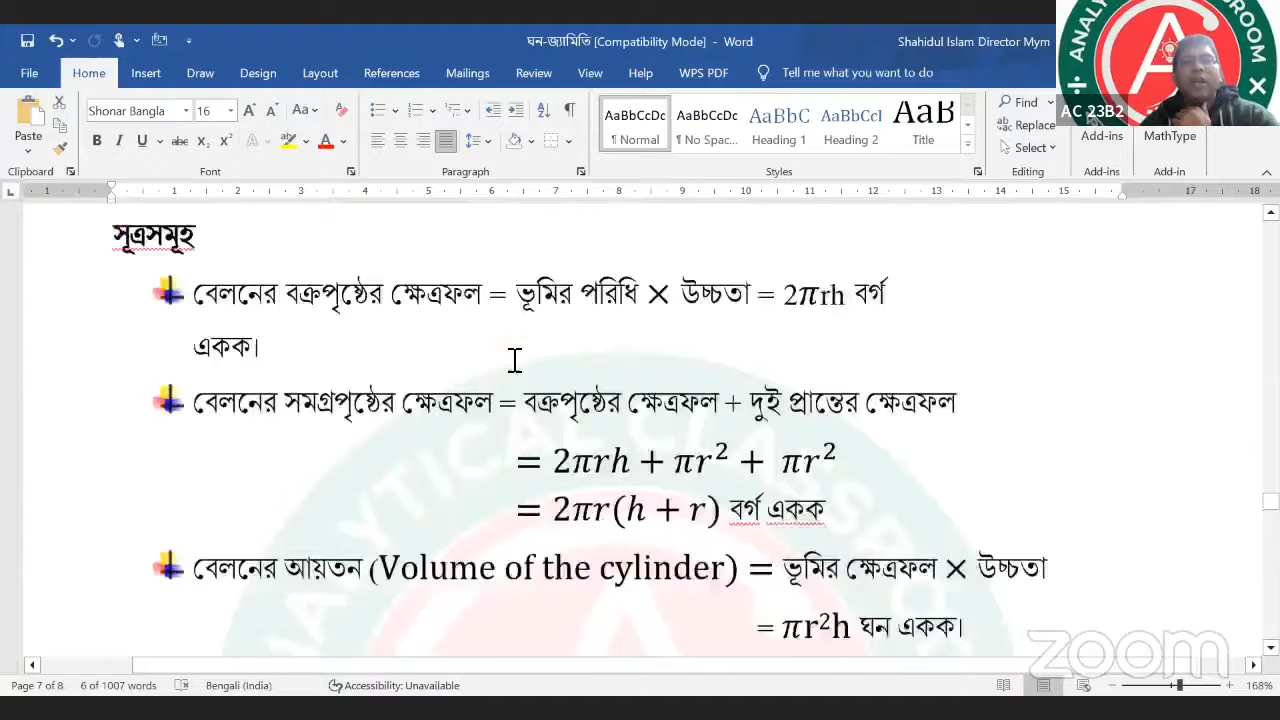 ঘন-জ্যামিতি [Compatibility Mode] - Word
Shahidul Islam Director Mym
File Home Insert Draw Design Layout References Mailings Review View Help WPS PDF Tell me what you want to do
Paste
Clipboard
Shonar Bangla 16
Font
Paragraph
AaBbCcDc AaBbCcDc AaBbC AaBbCcI AaB
¶ Normal ¶ No Spac... Heading 1 Heading 2 Title
Styles
Find
Replace
Select
Editing
Add-ins
Add-ins
MathType
Add-in
AC 23B2
সূত্রসমূহ
বেলনের বক্রপৃষ্ঠের ক্ষেত্রফল = ভূমির পরিধি × উচ্চতা = 2πrh বর্গ
একক।
বেলনের সমগ্রপৃষ্ঠের ক্ষেত্রফল = বক্রপৃষ্ঠের ক্ষেত্রফল + দুই প্রান্তের ক্ষেত্রফল
= 2πrh + πr² + πr²
= 2πr(h + r) বর্গ একক
বেলনের আয়তন (Volume of the cylinder) = ভূমির ক্ষেত্রফল × উচ্চতা
= πr²h ঘন একক।
zoom
Page 7 of 8 6 of 1007 words Bengali (India) Accessibility: Unavailable 168%